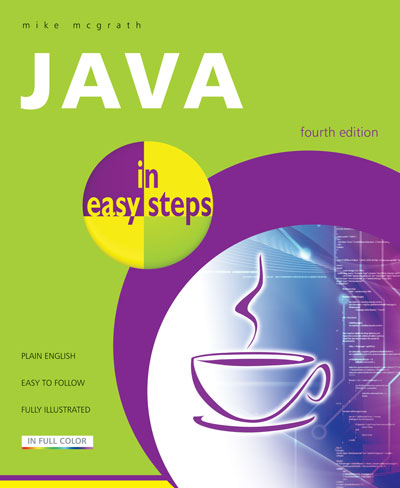 mike mcgrath
JAVA
fourth edition
in
easy steps
PLAIN ENGLISH
EASY TO FOLLOW
FULLY ILLUSTRATED
IN FULL COLOR